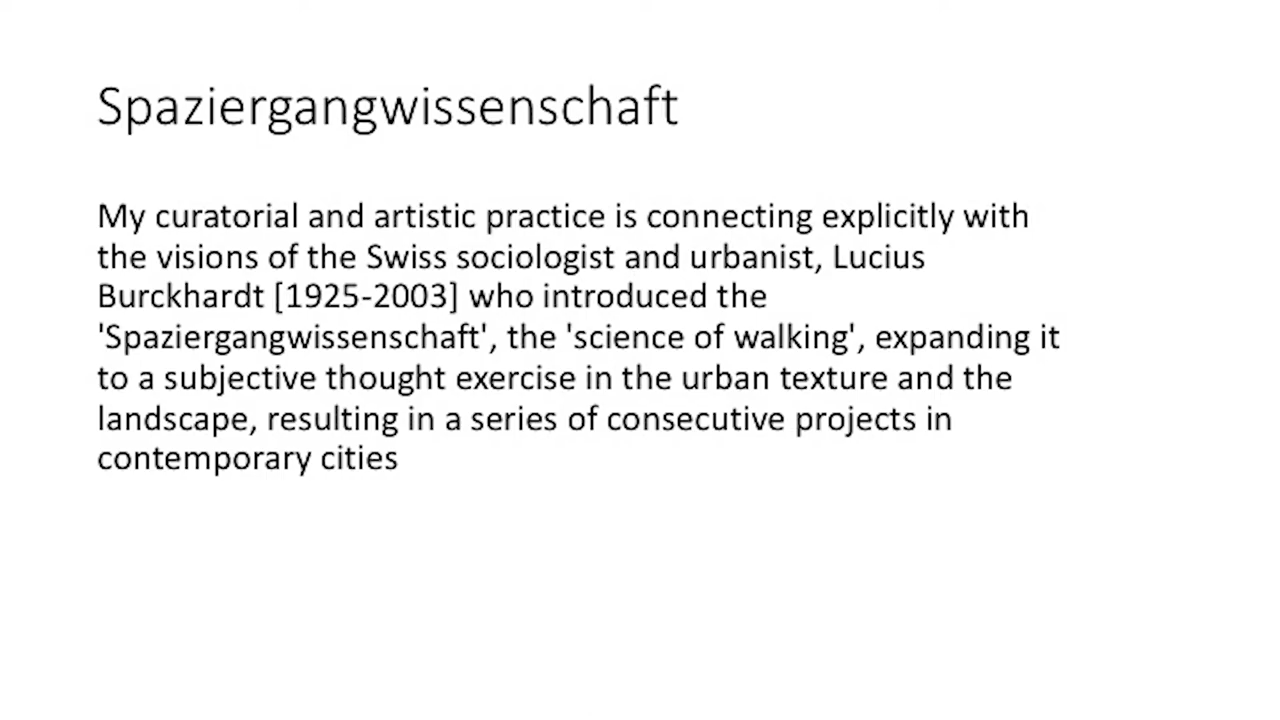 Spaziergangwissenschaft
My curatorial and artistic practice is connecting explicitly with
the visions of the Swiss sociologist and urbanist, Lucius
Burckhardt [1925-2003] who introduced the
'Spaziergangwissenschaft', the 'science of walking', expanding it
to a subjective thought exercise in the urban texture and the
landscape, resulting in a series of consecutive projects in
contemporary cities